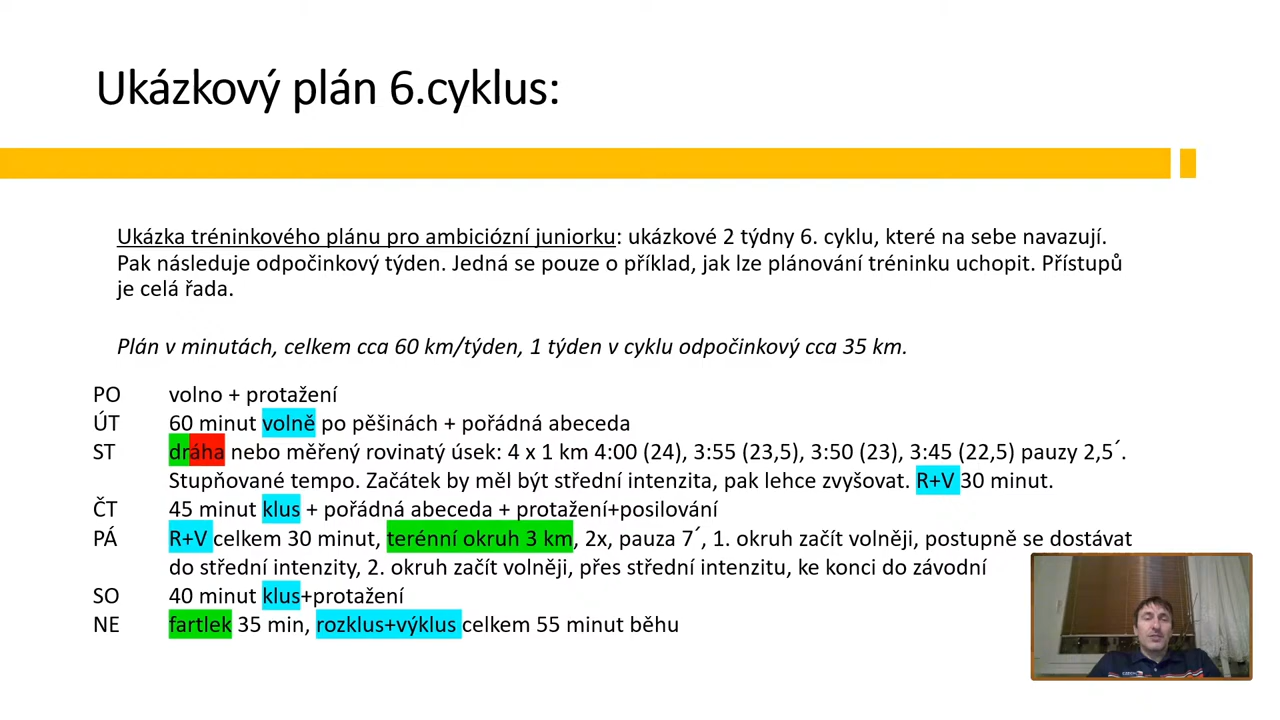 Ukázkový plán 6.cyklus:
Ukázka tréninkového plánu pro ambiciózní juniorku: ukázkové 2 týdny 6. cyklu, které na sebe navazují.
Pak následuje odpočinkový týden. Jedná se pouze o příklad, jak lze plánování tréninku uchopit. Přístupů
je celá řada.
Plán v minutách, celkem cca 60 km/týden, 1 týden v cyklu odpočinkový cca 35 km.
PO volno + protažení
ÚT 60 minut volně po pěšinách + pořádná abeceda
ST dráha nebo měřený rovinatý úsek: 4 x 1 km 4:00 (24), 3:55 (23,5), 3:50 (23), 3:45 (22,5) pauzy 2,5´.
Stupňované tempo. Začátek by měl být střední intenzita, pak lehce zvyšovat. R+V 30 minut.
ČT 45 minut klus + pořádná abeceda + protažení+posilování
PÁ R+V celkem 30 minut, terénní okruh 3 km, 2x, pauza 7´, 1. okruh začít volněji, postupně se dostávat
do střední intenzity, 2. okruh začít volněji, přes střední intenzitu, ke konci do závodní
SO 40 minut klus+protažení
NE fartlek 35 min, rozklus+výklus celkem 55 minut běhu